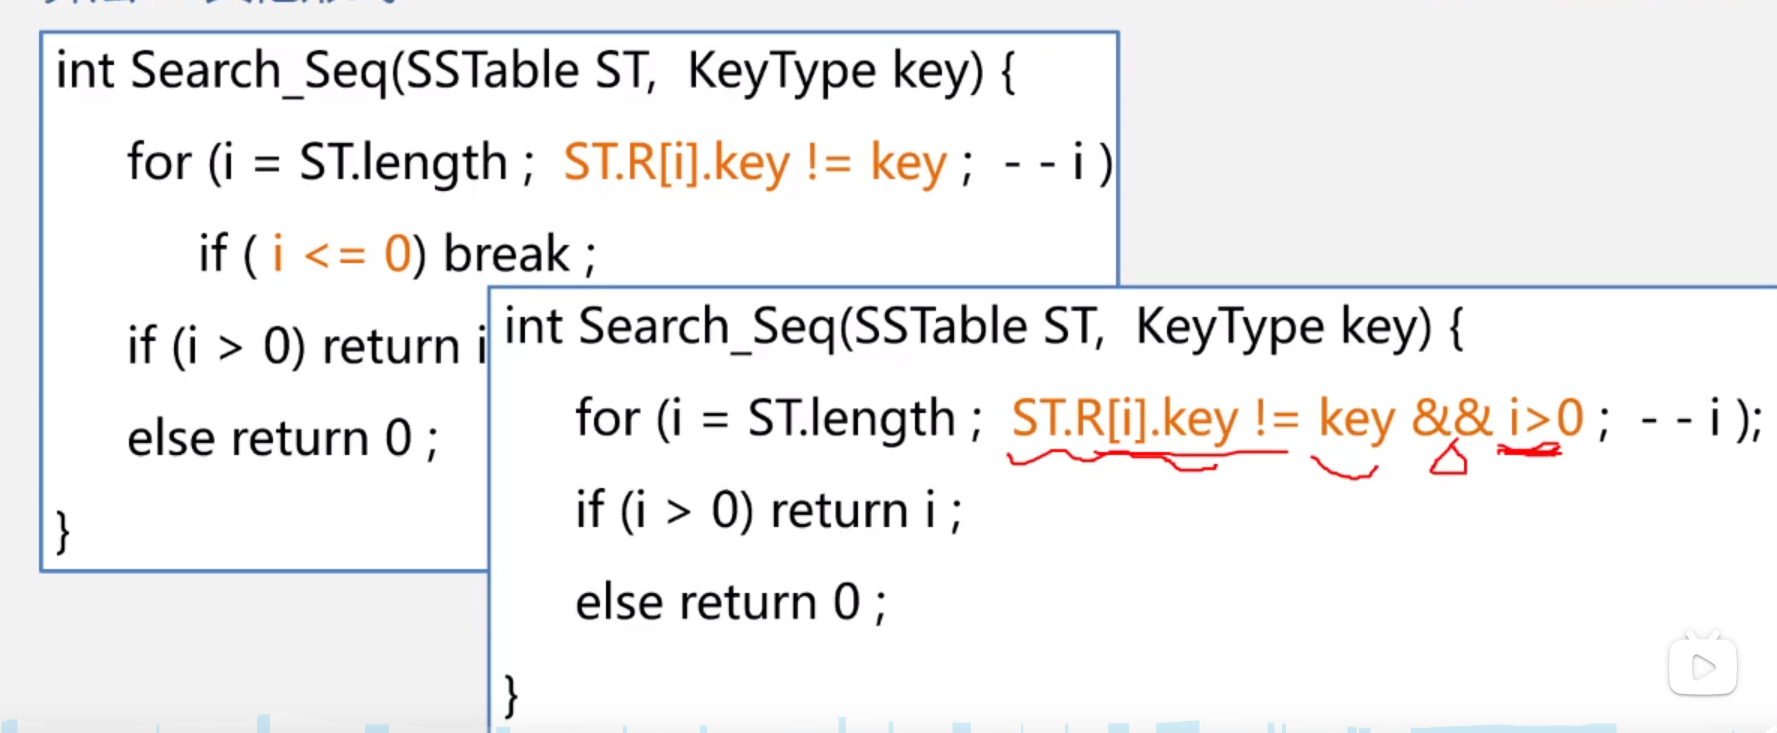 int Search_Seq(SSTable ST, KeyType key) {
for (i = ST.length ; ST.R[i].key != key ; - - i )
if ( i <= 0) break ;
if (i > 0) return i
else return 0 ;
}
int Search_Seq(SSTable ST, KeyType key) {
for (i = ST.length ; ST.R[i].key != key && i>0 ; - - i );
if (i > 0) return i ;
else return 0 ;
}